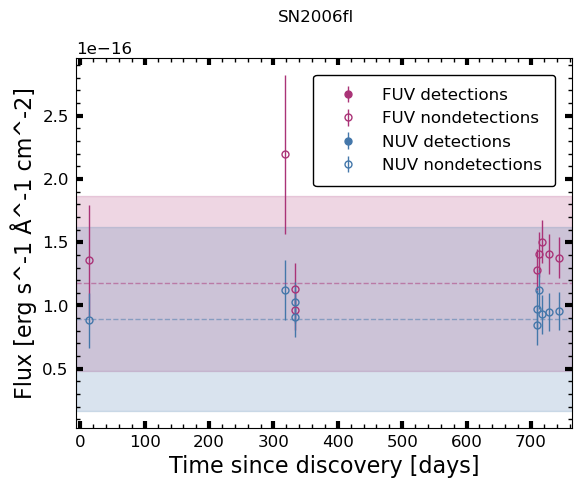 SN2006fl
1e−16
FUV detections
FUV nondetections
NUV detections
NUV nondetections
2.5
2.0
1.5
1.0
0.5
Flux [erg s^-1 Å^-1 cm^-2]
0 100 200 300 400 500 600 700
Time since discovery [days]